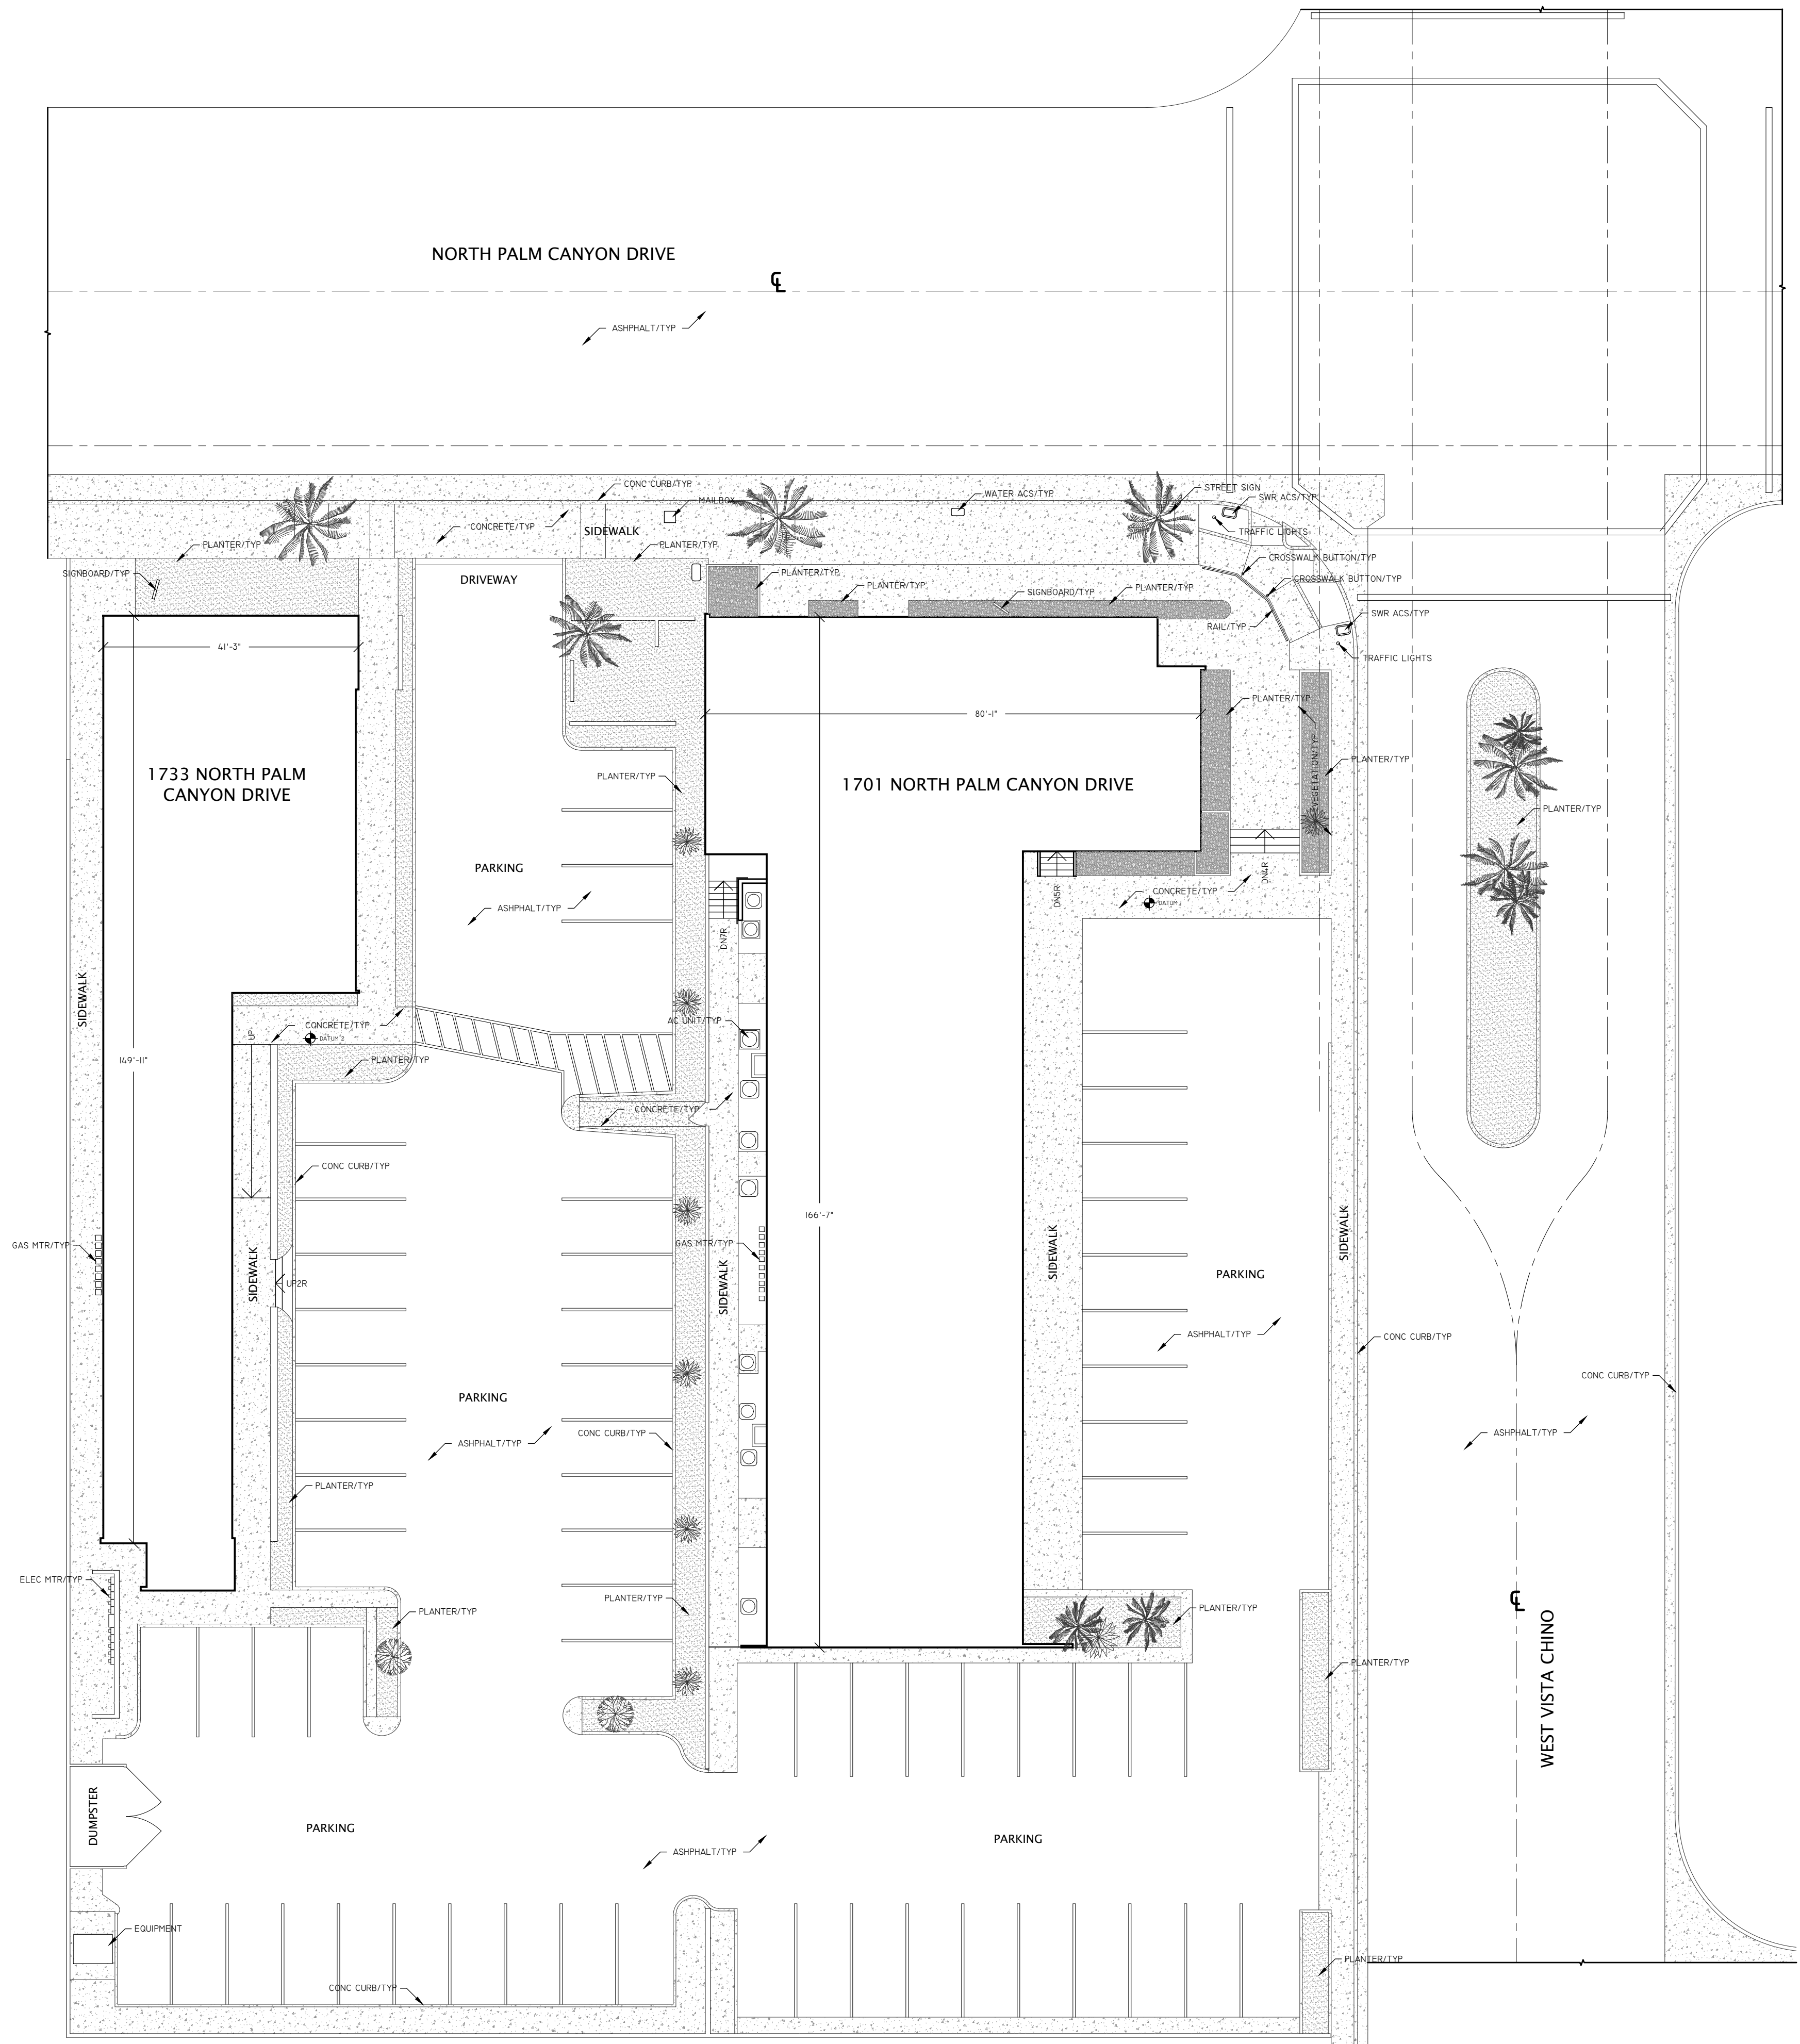 NORTH PALM CANYON DRIVE
℄
ASHPHALT/TYP
CONC CURB/TYP
MAILBOX
WATER ACS/TYP
STREET SIGN
SWR ACS/TYP
CONCRETE/TYP
SIDEWALK
TRAFFIC LIGHTS
PLANTER/TYP
PLANTER/TYP
CROSSWALK BUTTON/TYP
SIGNBOARD/TYP
DRIVEWAY
PLANTER/TYP
CROSSWALK BUTTON/TYP
PLANTER/TYP
SIGNBOARD/TYP
PLANTER/TYP
SWR ACS/TYP
RAIL/TYP
41'-3"
TRAFFIC LIGHTS
PLANTER/TYP
80'-1"
VEGETATION/TYP
PLANTER/TYP
1733 NORTH PALM
CANYON DRIVE
PLANTER/TYP
1701 NORTH PALM CANYON DRIVE
PLANTER/TYP
PARKING
DN5R
DN4R
CONCRETE/TYP
DATUM 1
ASHPHALT/TYP
DN7R
SIDEWALK
AC UNIT/TYP
CONCRETE/TYP
UP
DATUM 2
149'-11"
PLANTER/TYP
CONCRETE/TYP
CONC CURB/TYP
166'-7"
GAS MTR/TYP
GAS MTR/TYP
SIDEWALK
SIDEWALK
SIDEWALK
SIDEWALK
PARKING
UP2R
ASHPHALT/TYP
CONC CURB/TYP
CONC CURB/TYP
PARKING
CONC CURB/TYP
ASHPHALT/TYP
ASHPHALT/TYP
PLANTER/TYP
ELEC MTR/TYP
PLANTER/TYP
PLANTER/TYP
PLANTER/TYP
℄
WEST VISTA CHINO
PLANTER/TYP
DUMPSTER
PARKING
PARKING
ASHPHALT/TYP
EQUIPMENT
PLANTER/TYP
CONC CURB/TYP